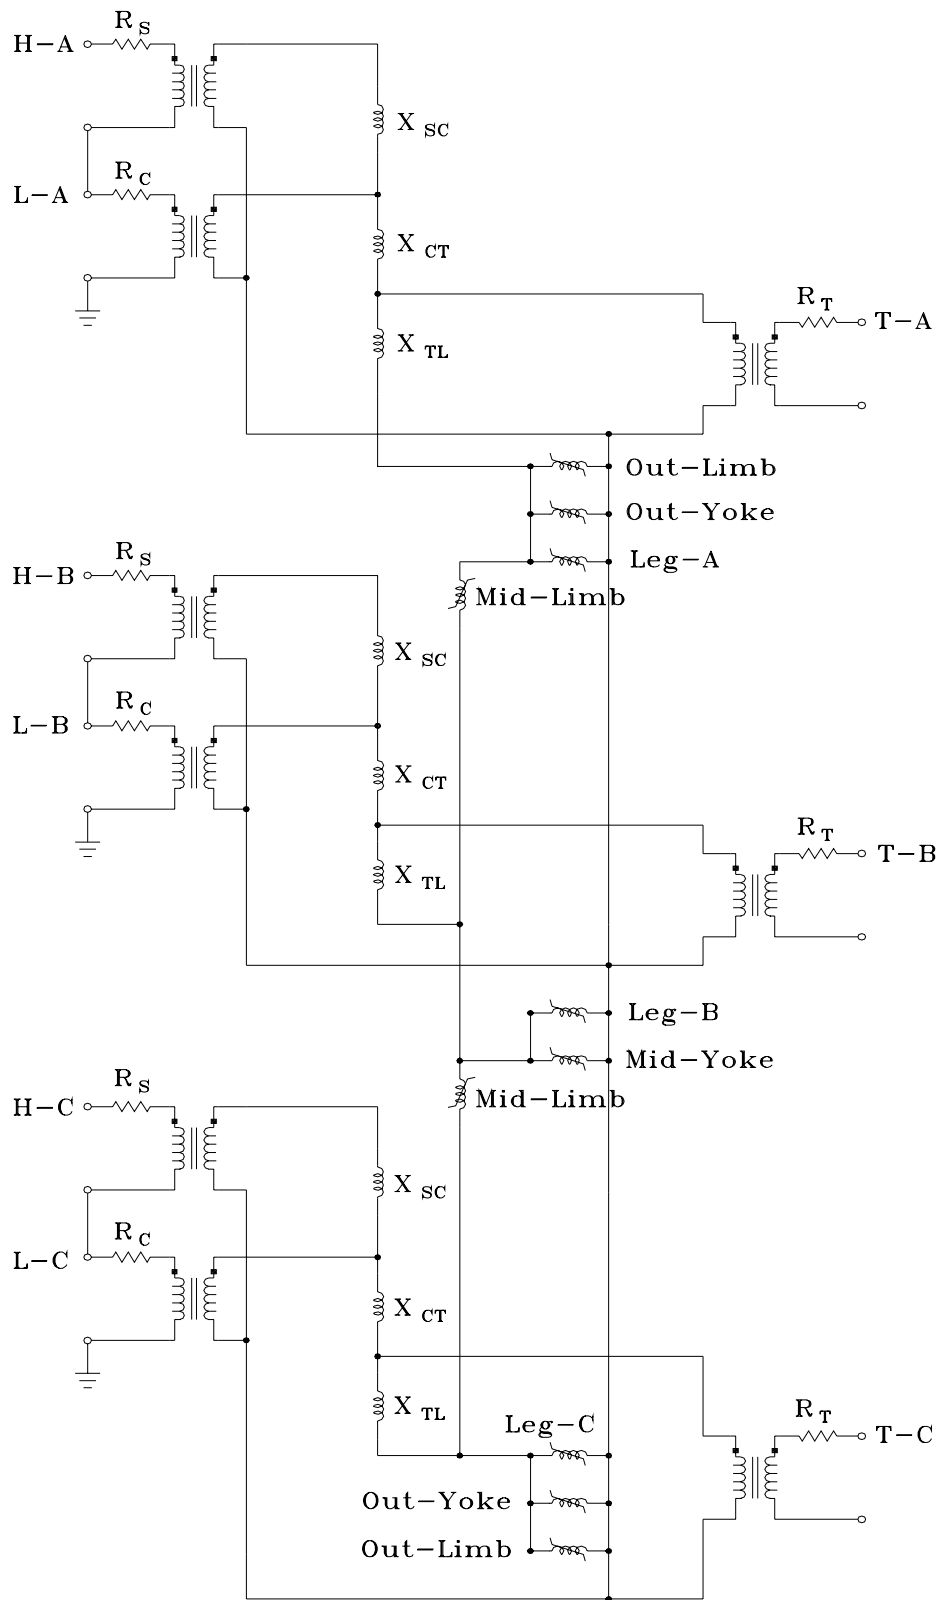 R S
H-A
X SC
R C
L-A
X CT
R T
T-A
X TL
Out-Limb
Out-Yoke
R S
Leg-A
H-B
Mid-Limb
X SC
R C
L-B
X CT
R T
T-B
X TL
Leg-B
Mid-Yoke
R S
H-C
Mid-Limb
X SC
R C
L-C
X CT
X TL
R T
Leg-C
T-C
Out-Yoke
Out-Limb